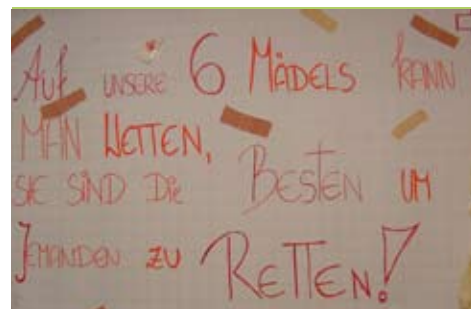 Auf unsere 6 Mädels kann
man wetten,
sie sind die Besten um
jemanden zu Retten!